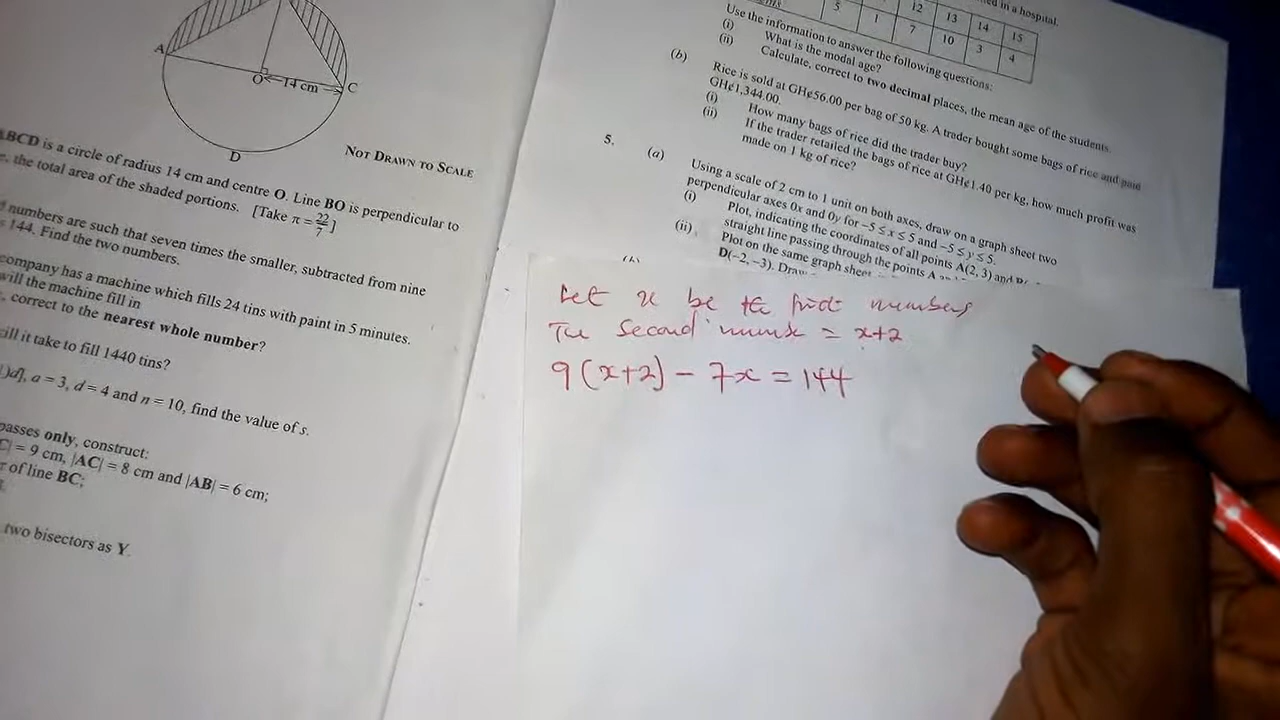 A
O
14 cm
C
D
NOT DRAWN TO SCALE
BCD is a circle of radius 14 cm and centre O. Line BO is perpendicular to
the total area of the shaded portions. [Take π = 22/7]
numbers are such that seven times the smaller, subtracted from nine
144. Find the two numbers.
company has a machine which fills 24 tins with paint in 5 minutes.
will the machine fill in
correct to the nearest whole number?
will it take to fill 1440 tins?
)d], a = 3, d = 4 and n = 10, find the value of s.
passes only, construct:
C| = 9 cm, |AC| = 8 cm and |AB| = 6 cm;
r of line BC;
two bisectors as Y.
in a hospital.
12 13 14 15
5 1 7 10 3 4
Use the information to answer the following questions:
(i) What is the modal age?
(ii) Calculate, correct to two decimal places, the mean age of the students.
(b) Rice is sold at GH¢56.00 per bag of 50 kg. A trader bought some bags of rice and paid
GH¢1,344.00.
(i) How many bags of rice did the trader buy?
(ii) If the trader retailed the bags of rice at GH¢1.40 per kg, how much profit was
made on 1 kg of rice?
5. (a) Using a scale of 2 cm to 1 unit on both axes, draw on a graph sheet two
perpendicular axes 0x and 0y for −5 ≤ x ≤ 5 and −5 ≤ y ≤ 5.
(i) Plot, indicating the coordinates of all points A(2, 3) and
straight line passing through the points A
(ii) Plot on the same graph sheet
D(−2, −3). Draw
Let x be the first numbers
The second number = x+2
9(x+2) − 7x = 144